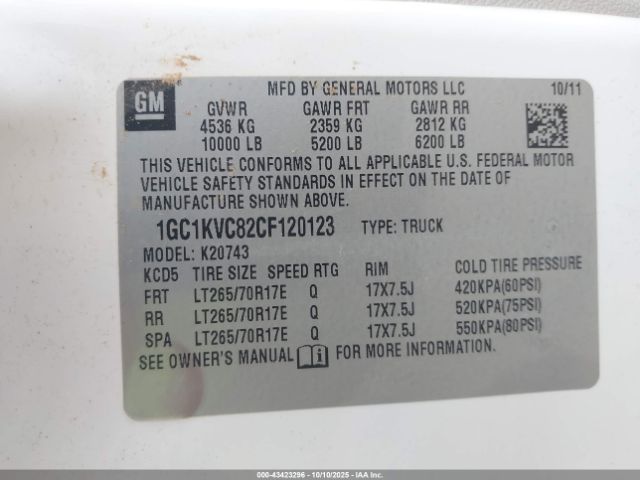 GM
MFD BY GENERAL MOTORS LLC 10/11
GVWR GAWR FRT GAWR RR
4536 KG 2359 KG 2812 KG
10000 LB 5200 LB 6200 LB
THIS VEHICLE CONFORMS TO ALL APPLICABLE U.S. FEDERAL MOTOR
VEHICLE SAFETY STANDARDS IN EFFECT ON THE DATE OF
MANUFACTURE SHOWN ABOVE.
1GC1KVC82CF120123 TYPE: TRUCK
MODEL: K20743
KCD5 TIRE SIZE SPEED RTG RIM COLD TIRE PRESSURE
FRT LT265/70R17E Q 17X7.5J 420KPA(60PSI)
RR LT265/70R17E Q 17X7.5J 520KPA(75PSI)
SPA LT265/70R17E Q 17X7.5J 550KPA(80PSI)
SEE OWNER'S MANUAL FOR MORE INFORMATION.
000-43423296 - 10/10/2025 - IAAI.COM